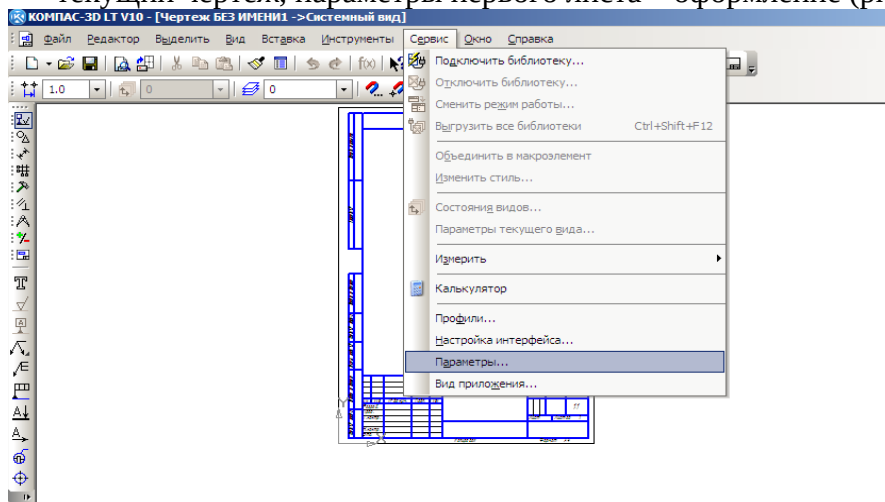 текущий чертеж, параметры первого листа – оформление
КОМПАС-3D LT V10 - [Чертеж БЕЗ ИМЕНИ1 ->Системный вид]
Файл Редактор Выделить Вид Вставка Инструменты Сервис Окно Справка
f(x)
1.0 0 0
Подключить библиотеку...
Отключить библиотеку...
Сменить режим работы...
Выгрузить все библиотеки Ctrl+Shift+F12
Объединить в макроэлемент
Изменить стиль...
Состояния видов...
Параметры текущего вида...
Измерить
Калькулятор
Профили...
Настройка интерфейса...
Параметры...
Вид приложения...